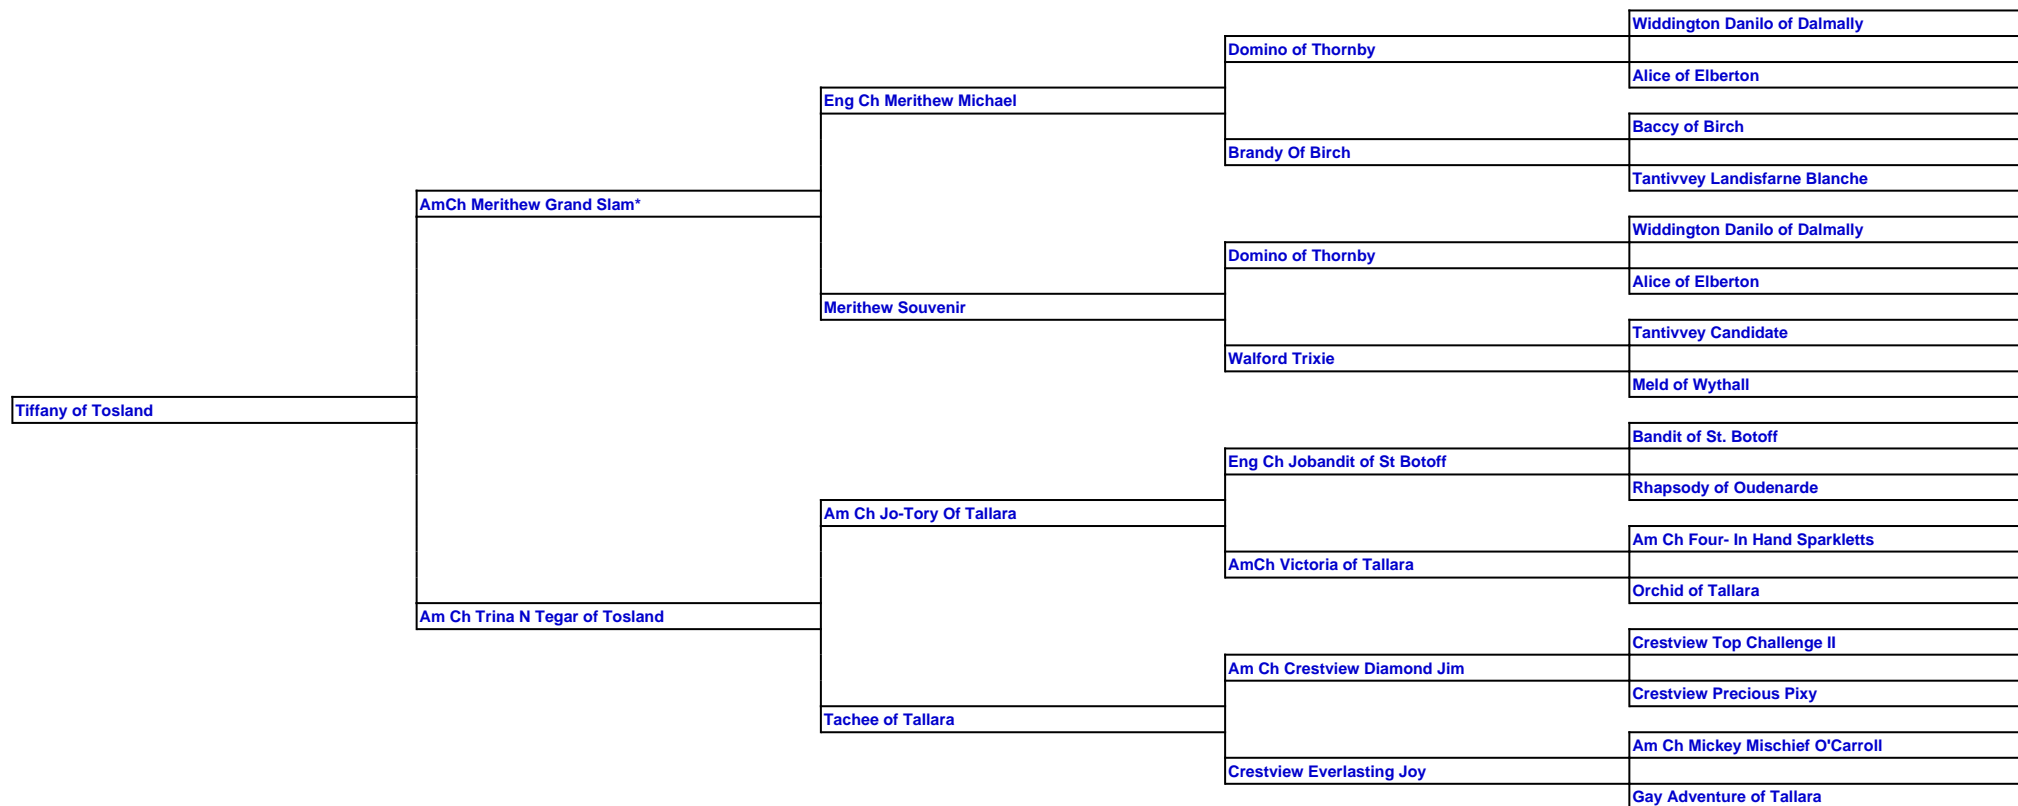 Widdington Danilo of Dalmally
Domino of Thornby
Alice of Elberton
Eng Ch Merithew Michael
Baccy of Birch
Brandy Of Birch
Tantivvey Landisfarne Blanche
AmCh Merithew Grand Slam*
Widdington Danilo of Dalmally
Domino of Thornby
Alice of Elberton
Merithew Souvenir
Tantivvey Candidate
Walford Trixie
Meld of Wythall
Tiffany of Tosland
Bandit of St. Botoff
Eng Ch Jobandit of St Botoff
Rhapsody of Oudenarde
Am Ch Jo-Tory Of Tallara
Am Ch Four- In Hand Sparkletts
AmCh Victoria of Tallara
Orchid of Tallara
Am Ch Trina N Tegar of Tosland
Crestview Top Challenge II
Am Ch Crestview Diamond Jim
Crestview Precious Pixy
Tachee of Tallara
Am Ch Mickey Mischief O'Carroll
Crestview Everlasting Joy
Gay Adventure of Tallara